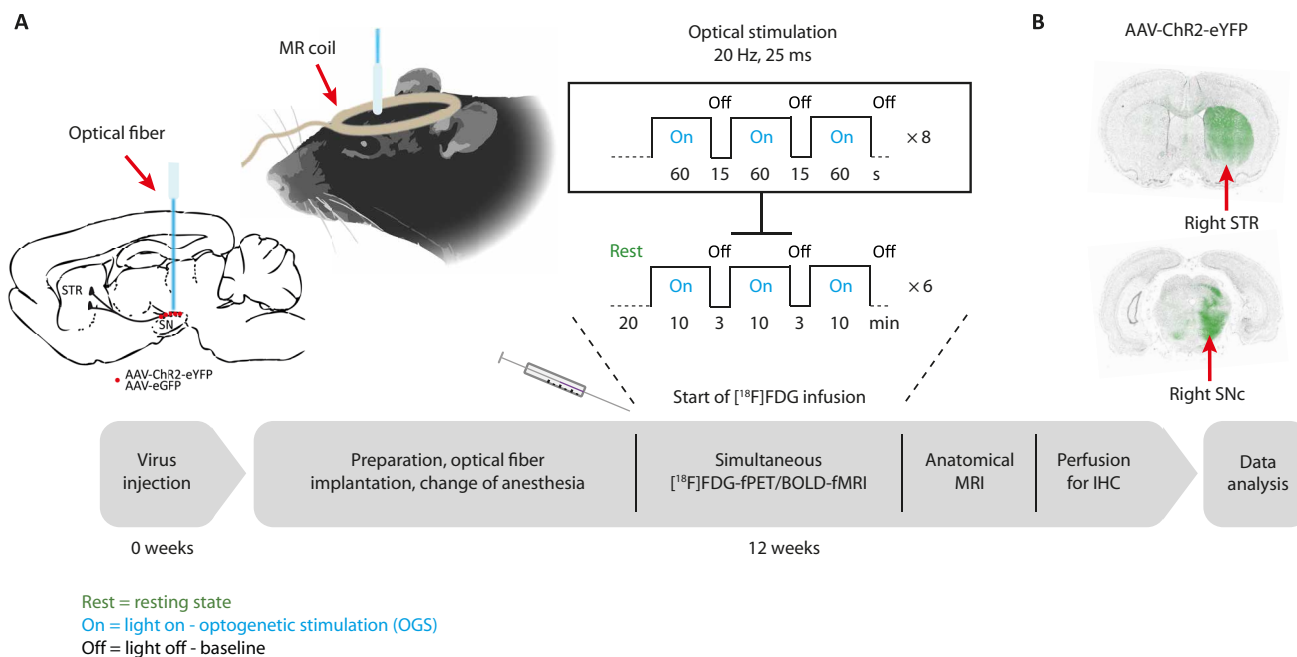 A
MR coil
Optical fiber
STR
SN
AAV-ChR2-eYFP
AAV-eGFP
Optical stimulation
20 Hz, 25 ms
Off Off Off
On On On × 8
60 15 60 15 60 s
Rest Off Off Off
On On On × 6
20 10 3 10 3 10 min
Start of [¹⁸F]FDG infusion
B
AAV-ChR2-eYFP
Right STR
Right SNc
Virus
injection
Preparation, optical fiber
implantation, change of anesthesia
Simultaneous
[¹⁸F]FDG-fPET/BOLD-fMRI
Anatomical
MRI
Perfusion
for IHC
Data
analysis
0 weeks
12 weeks
Rest = resting state
On = light on - optogenetic stimulation (OGS)
Off = light off - baseline